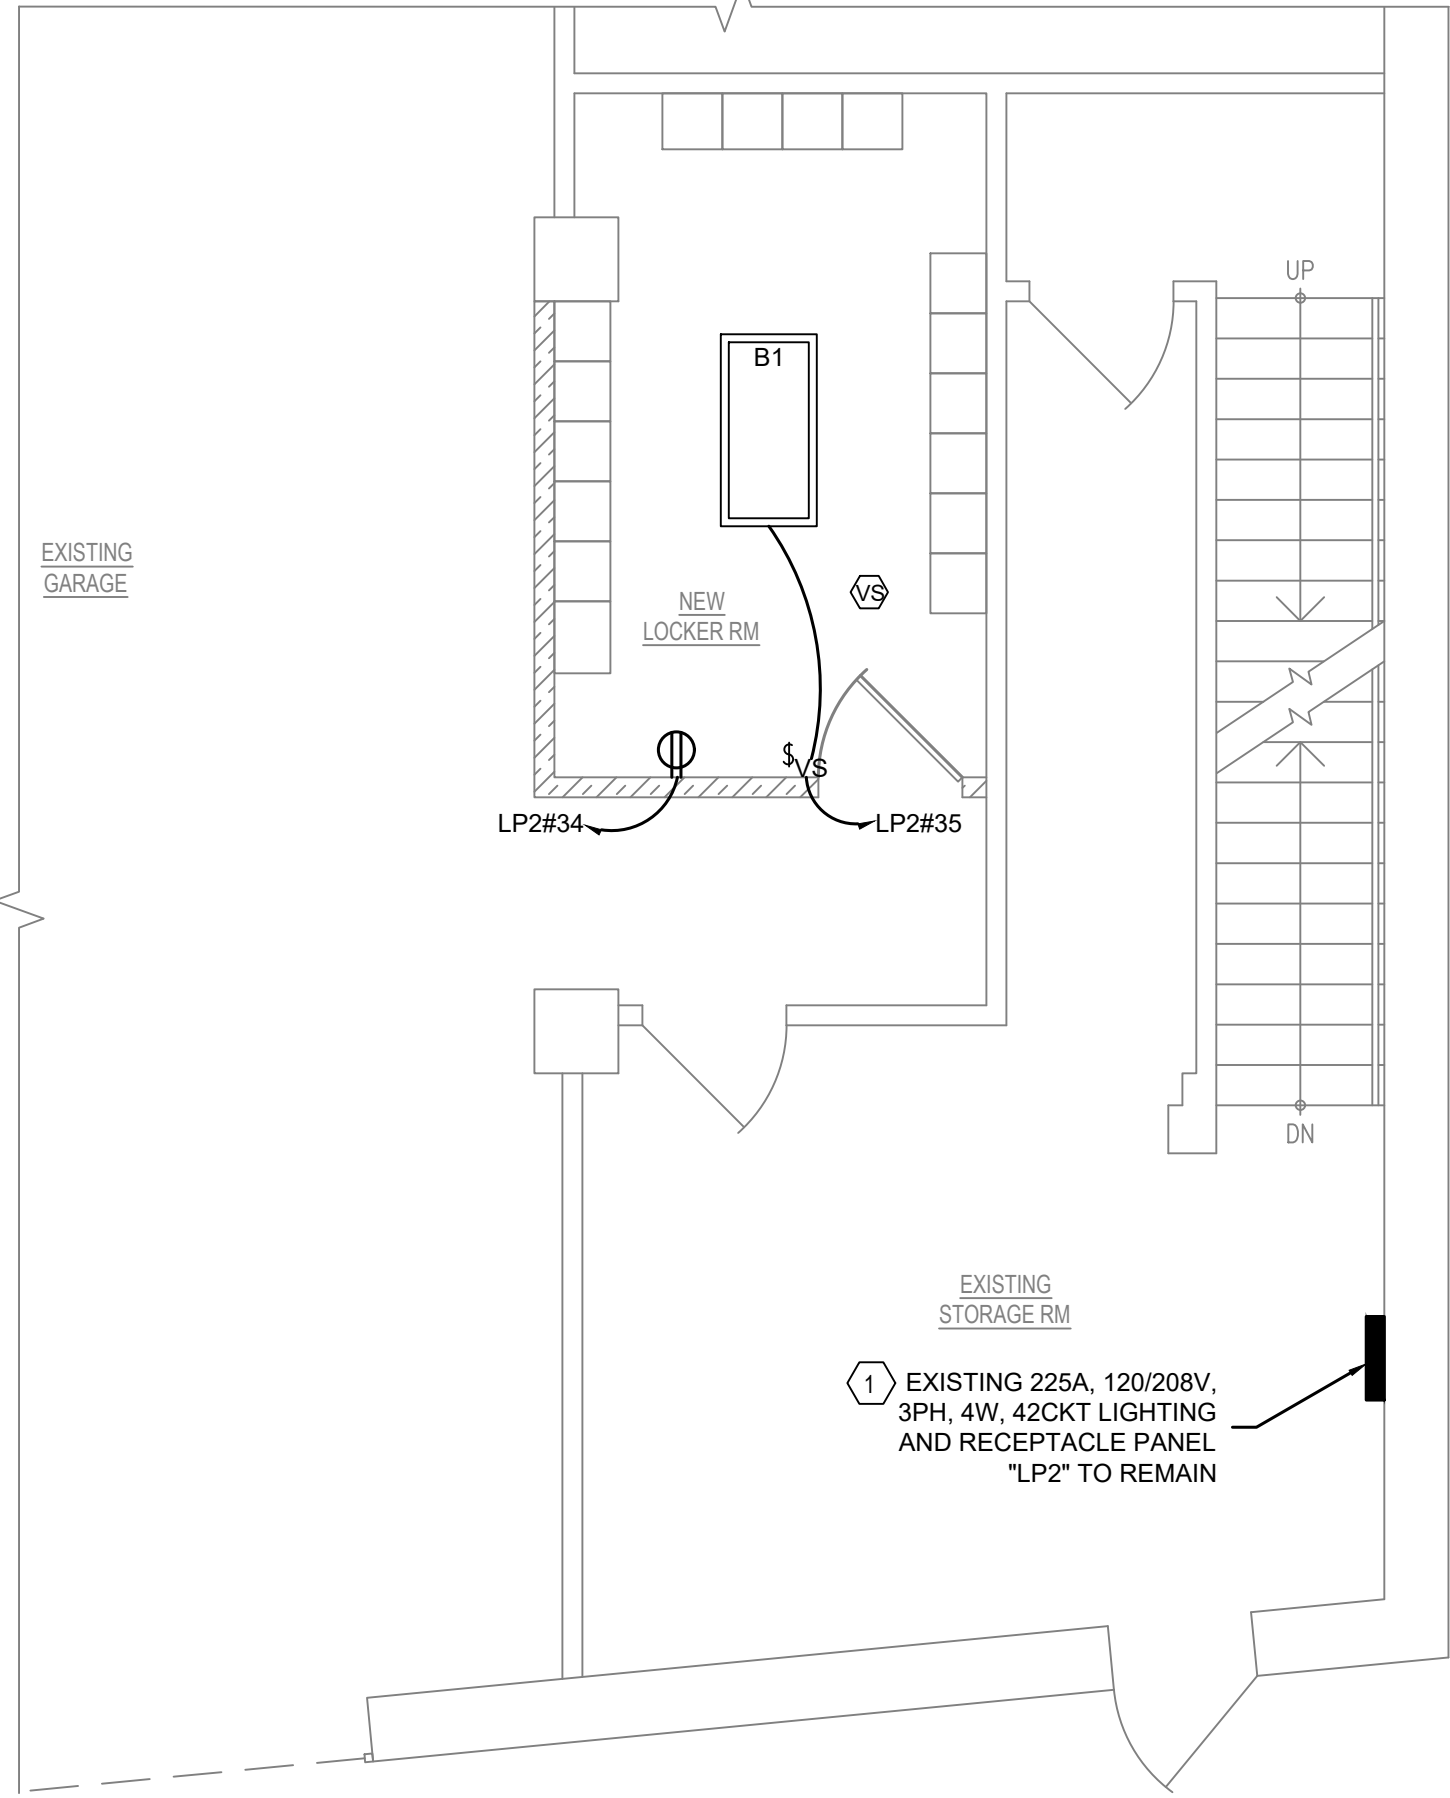 UP
B1
EXISTING
GARAGE
NEW
LOCKER RM
VS
$VS
LP2#34
LP2#35
DN
EXISTING
STORAGE RM
1
EXISTING 225A, 120/208V,
3PH, 4W, 42CKT LIGHTING
AND RECEPTACLE PANEL
"LP2" TO REMAIN